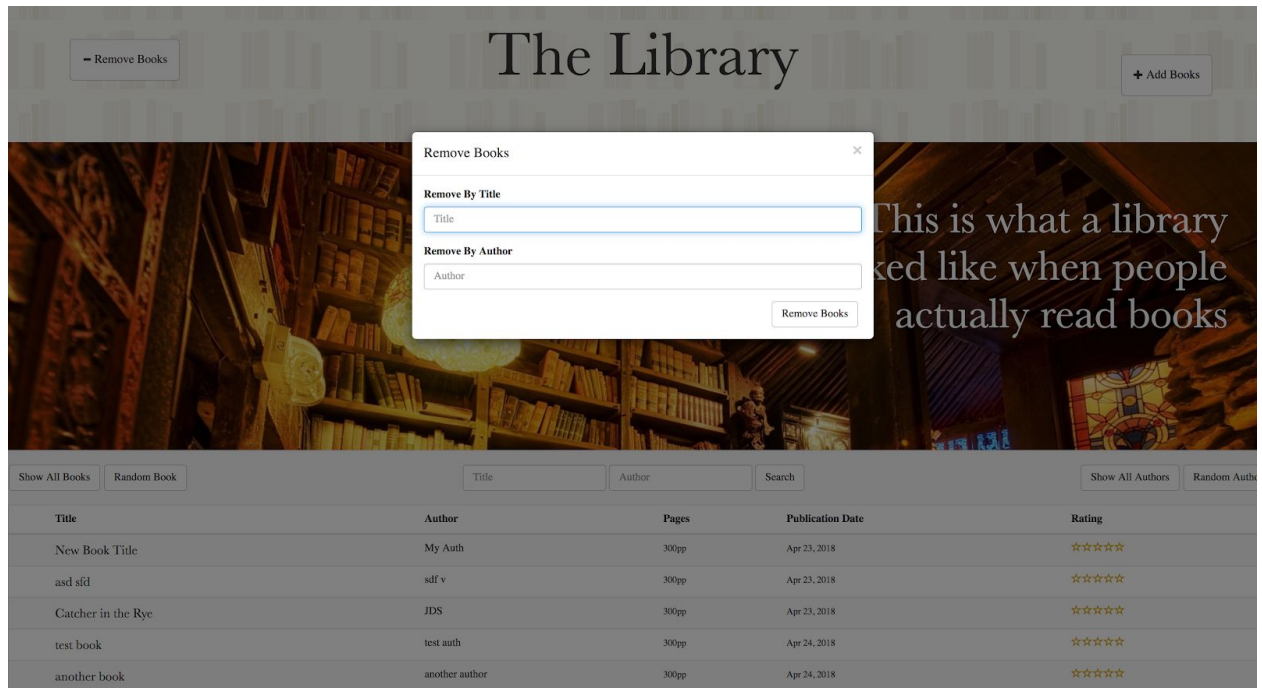 Remove Books
The Library
Add Books
Remove Books ×
Remove By Title
Title
Remove By Author
Author
Remove Books
This is what a library
ked like when people
actually read books
Show All Books Random Book Title Author Search Show All Authors Random Autho
Title Author Pages Publication Date Rating
New Book Title My Auth 300pp Apr 23, 2018
asd sfd sdf v 300pp Apr 23, 2018
Catcher in the Rye JDS 300pp Apr 23, 2018
test book test auth 300pp Apr 24, 2018
another book another author 300pp Apr 24, 2018